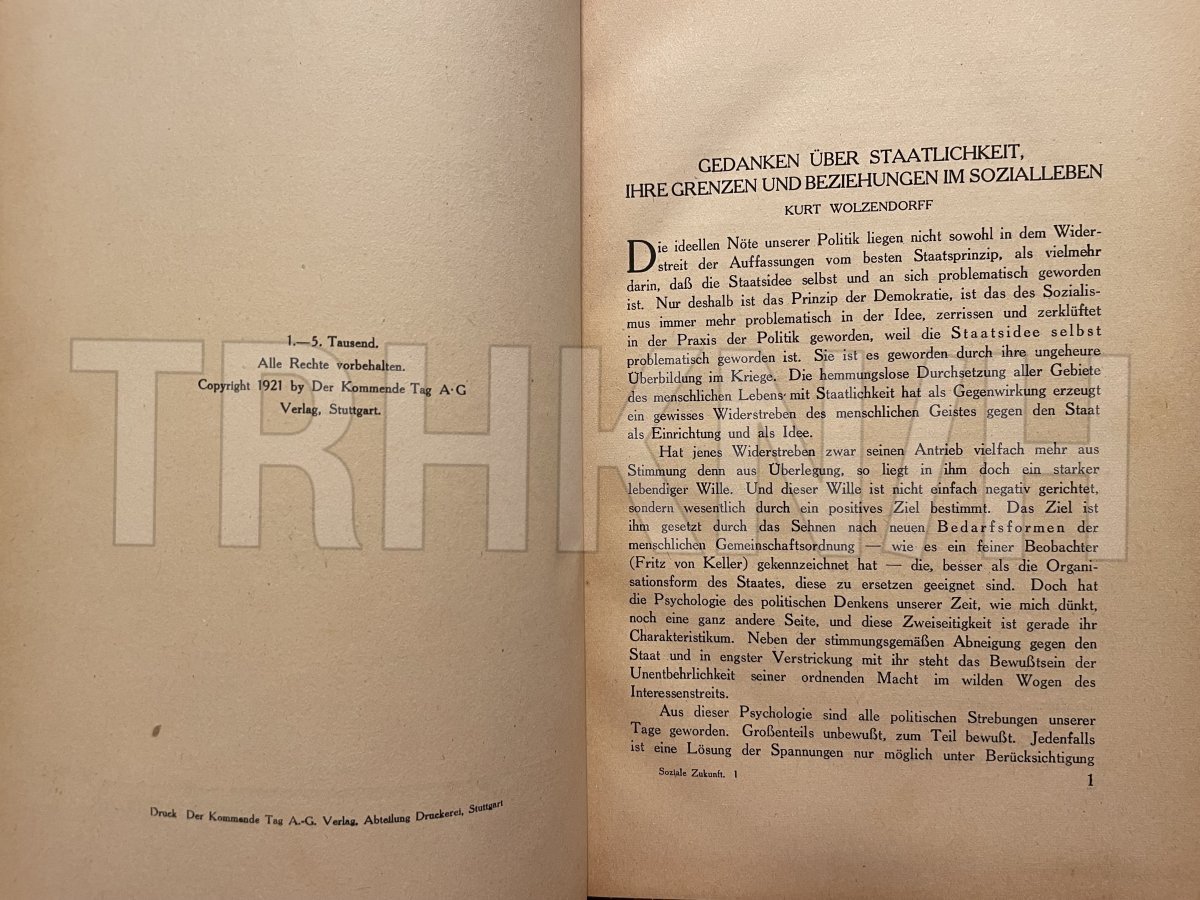 1.—5. Tausend.
Alle Rechte vorbehalten.
Copyright 1921 by Der Kommende Tag A·G
Verlag, Stuttgart.
Druck Der Kommende Tag A.-G. Verlag, Abteilung Druckerei, Stuttgart
GEDANKEN ÜBER STAATLICHKEIT,
IHRE GRENZEN UND BEZIEHUNGEN IM SOZIALLEBEN
KURT WOLZENDORFF
Die ideellen Nöte unserer Politik liegen nicht sowohl in dem Wider-
streit der Auffassungen vom besten Staatsprinzip, als vielmehr
darin, daß die Staatsidee selbst und an sich problematisch geworden
ist. Nur deshalb ist das Prinzip der Demokratie, ist das des Sozialis-
mus immer mehr problematisch in der Idee, zerrissen und zerklüftet
in der Praxis der Politik geworden, weil die Staatsidee selbst
problematisch geworden ist. Sie ist es geworden durch ihre ungeheure
Überbildung im Kriege. Die hemmungslose Durchsetzung aller Gebiete
des menschlichen Lebens mit Staatlichkeit hat als Gegenwirkung erzeugt
ein gewisses Widerstreben des menschlichen Geistes gegen den Staat
als Einrichtung und als Idee.
Hat jenes Widerstreben zwar seinen Antrieb vielfach mehr aus
Stimmung denn aus Überlegung, so liegt in ihm doch ein starker
lebendiger Wille. Und dieser Wille ist nicht einfach negativ gerichtet,
sondern wesentlich durch ein positives Ziel bestimmt. Das Ziel ist
ihm gesetzt durch das Sehnen nach neuen Bedarfsformen der
menschlichen Gemeinschaftsordnung — wie es ein feiner Beobachter
(Fritz von Keller) gekennzeichnet hat — die, besser als die Organi-
sationsform des Staates, diese zu ersetzen geeignet sind. Doch hat
die Psychologie des politischen Denkens unserer Zeit, wie mich dünkt,
noch eine ganz andere Seite, und diese Zweiseitigkeit ist gerade ihr
Charakteristikum. Neben der stimmungsgemäßen Abneigung gegen den
Staat und in engster Verstrickung mit ihr steht das Bewußtsein der
Unentbehrlichkeit seiner ordnenden Macht im wilden Wogen des
Interessenstreits.
Aus dieser Psychologie sind alle politischen Strebungen unserer
Tage geworden. Großenteils unbewußt, zum Teil bewußt. Jedenfalls
ist eine Lösung der Spannungen nur möglich unter Berücksichtigung
Soziale Zukunft. 1
1
TRHKN/H